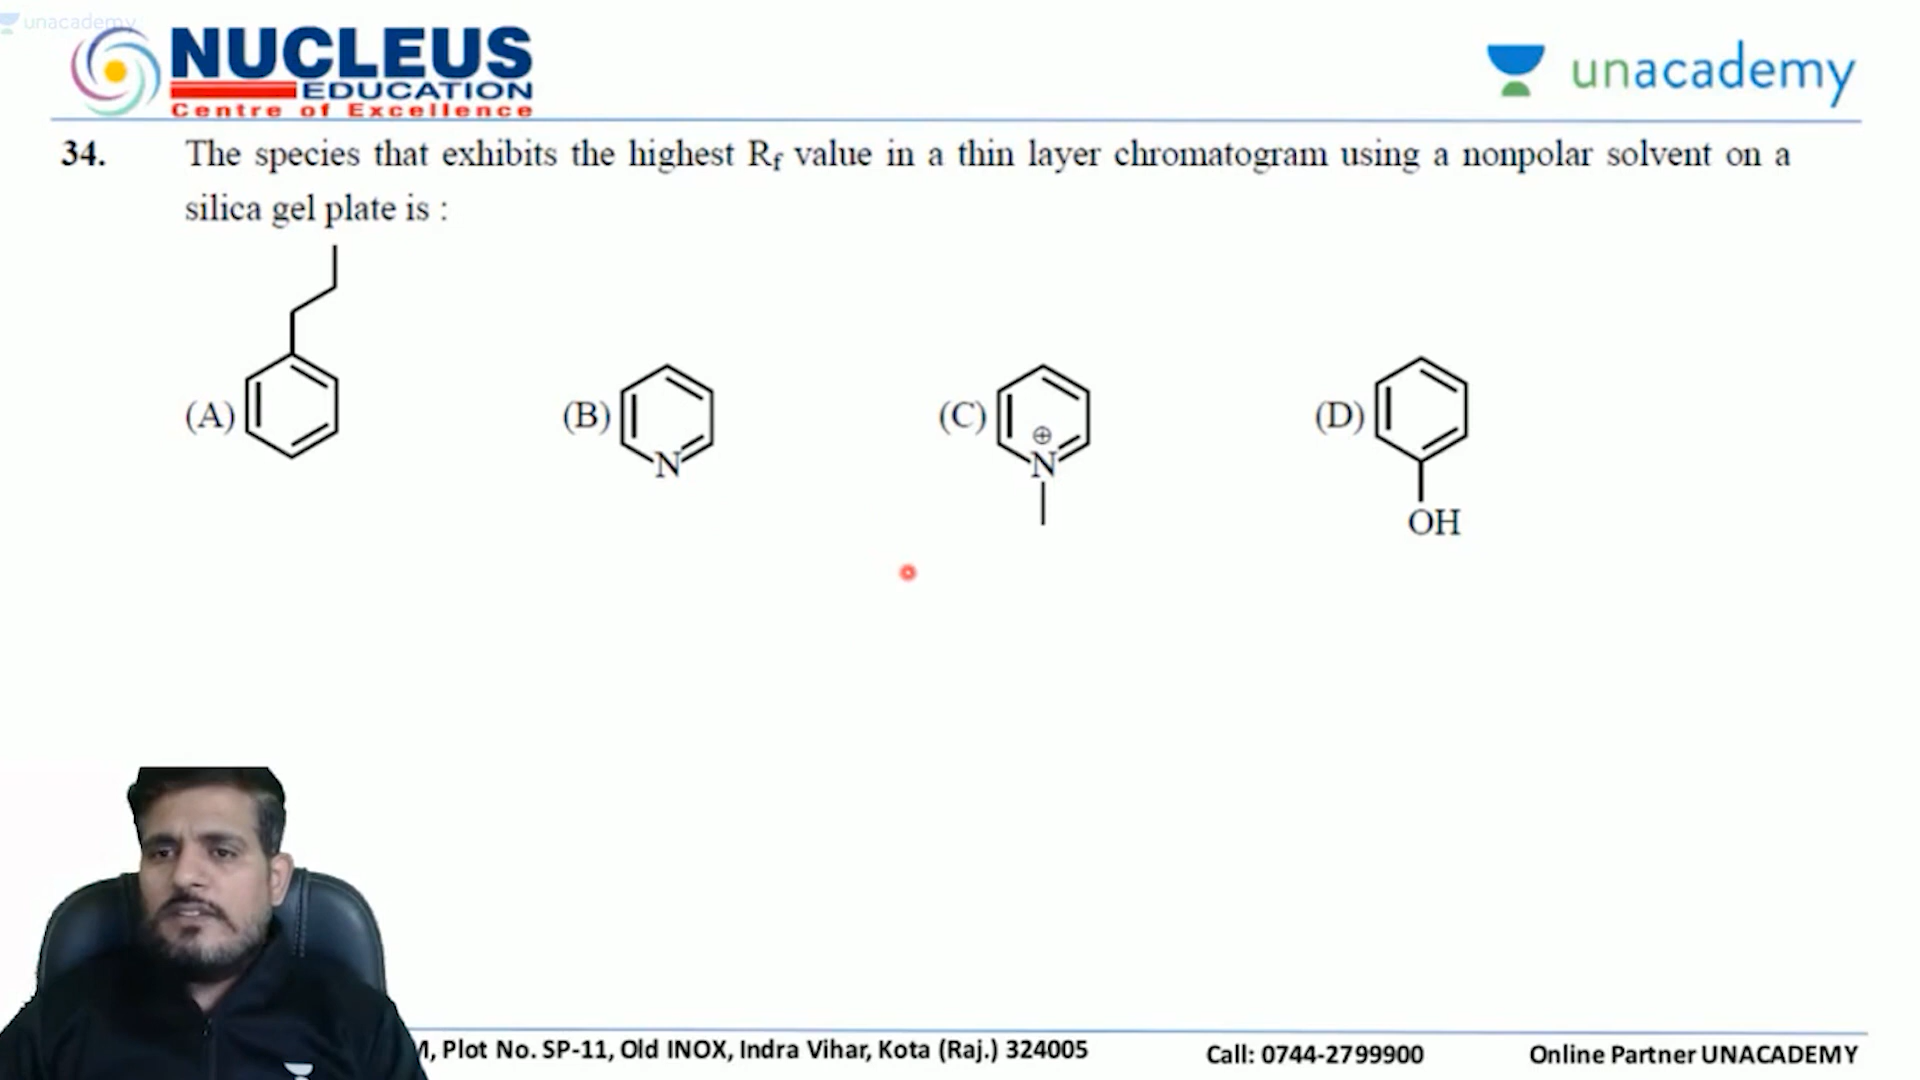 unacademy
NUCLEUS
EDUCATION
Centre of Excellence
unacademy
34. The species that exhibits the highest Rf value in a thin layer chromatogram using a nonpolar solvent on a
silica gel plate is :
(A)
(B) N
(C) ⊕ N
(D) OH
, Plot No. SP-11, Old INOX, Indra Vihar, Kota (Raj.) 324005
Call: 0744-2799900
Online Partner UNACADEMY